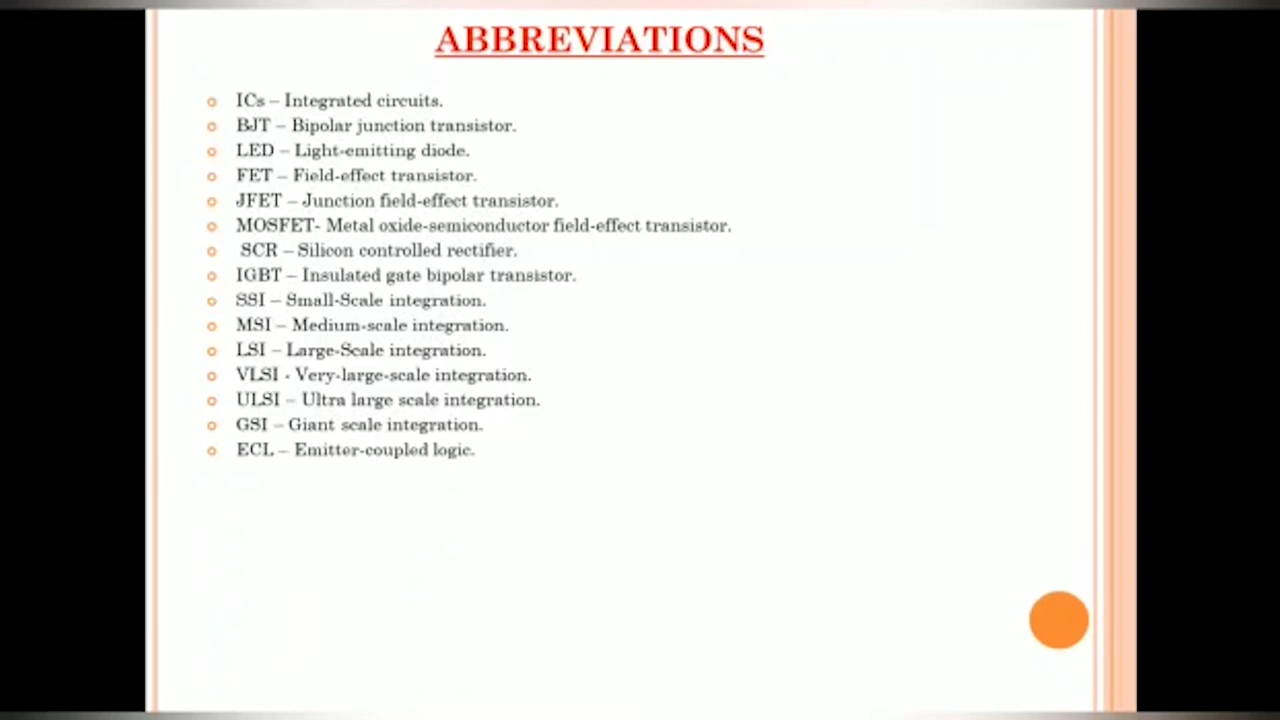 ABBREVIATIONS
ICs – Integrated circuits.
BJT – Bipolar junction transistor.
LED – Light-emitting diode.
FET – Field-effect transistor.
JFET – Junction field-effect transistor.
MOSFET- Metal oxide-semiconductor field-effect transistor.
SCR – Silicon controlled rectifier.
IGBT – Insulated gate bipolar transistor.
SSI – Small-Scale integration.
MSI – Medium-scale integration.
LSI – Large-Scale integration.
VLSI - Very-large-scale integration.
ULSI – Ultra large scale integration.
GSI – Giant scale integration.
ECL – Emitter-coupled logic.